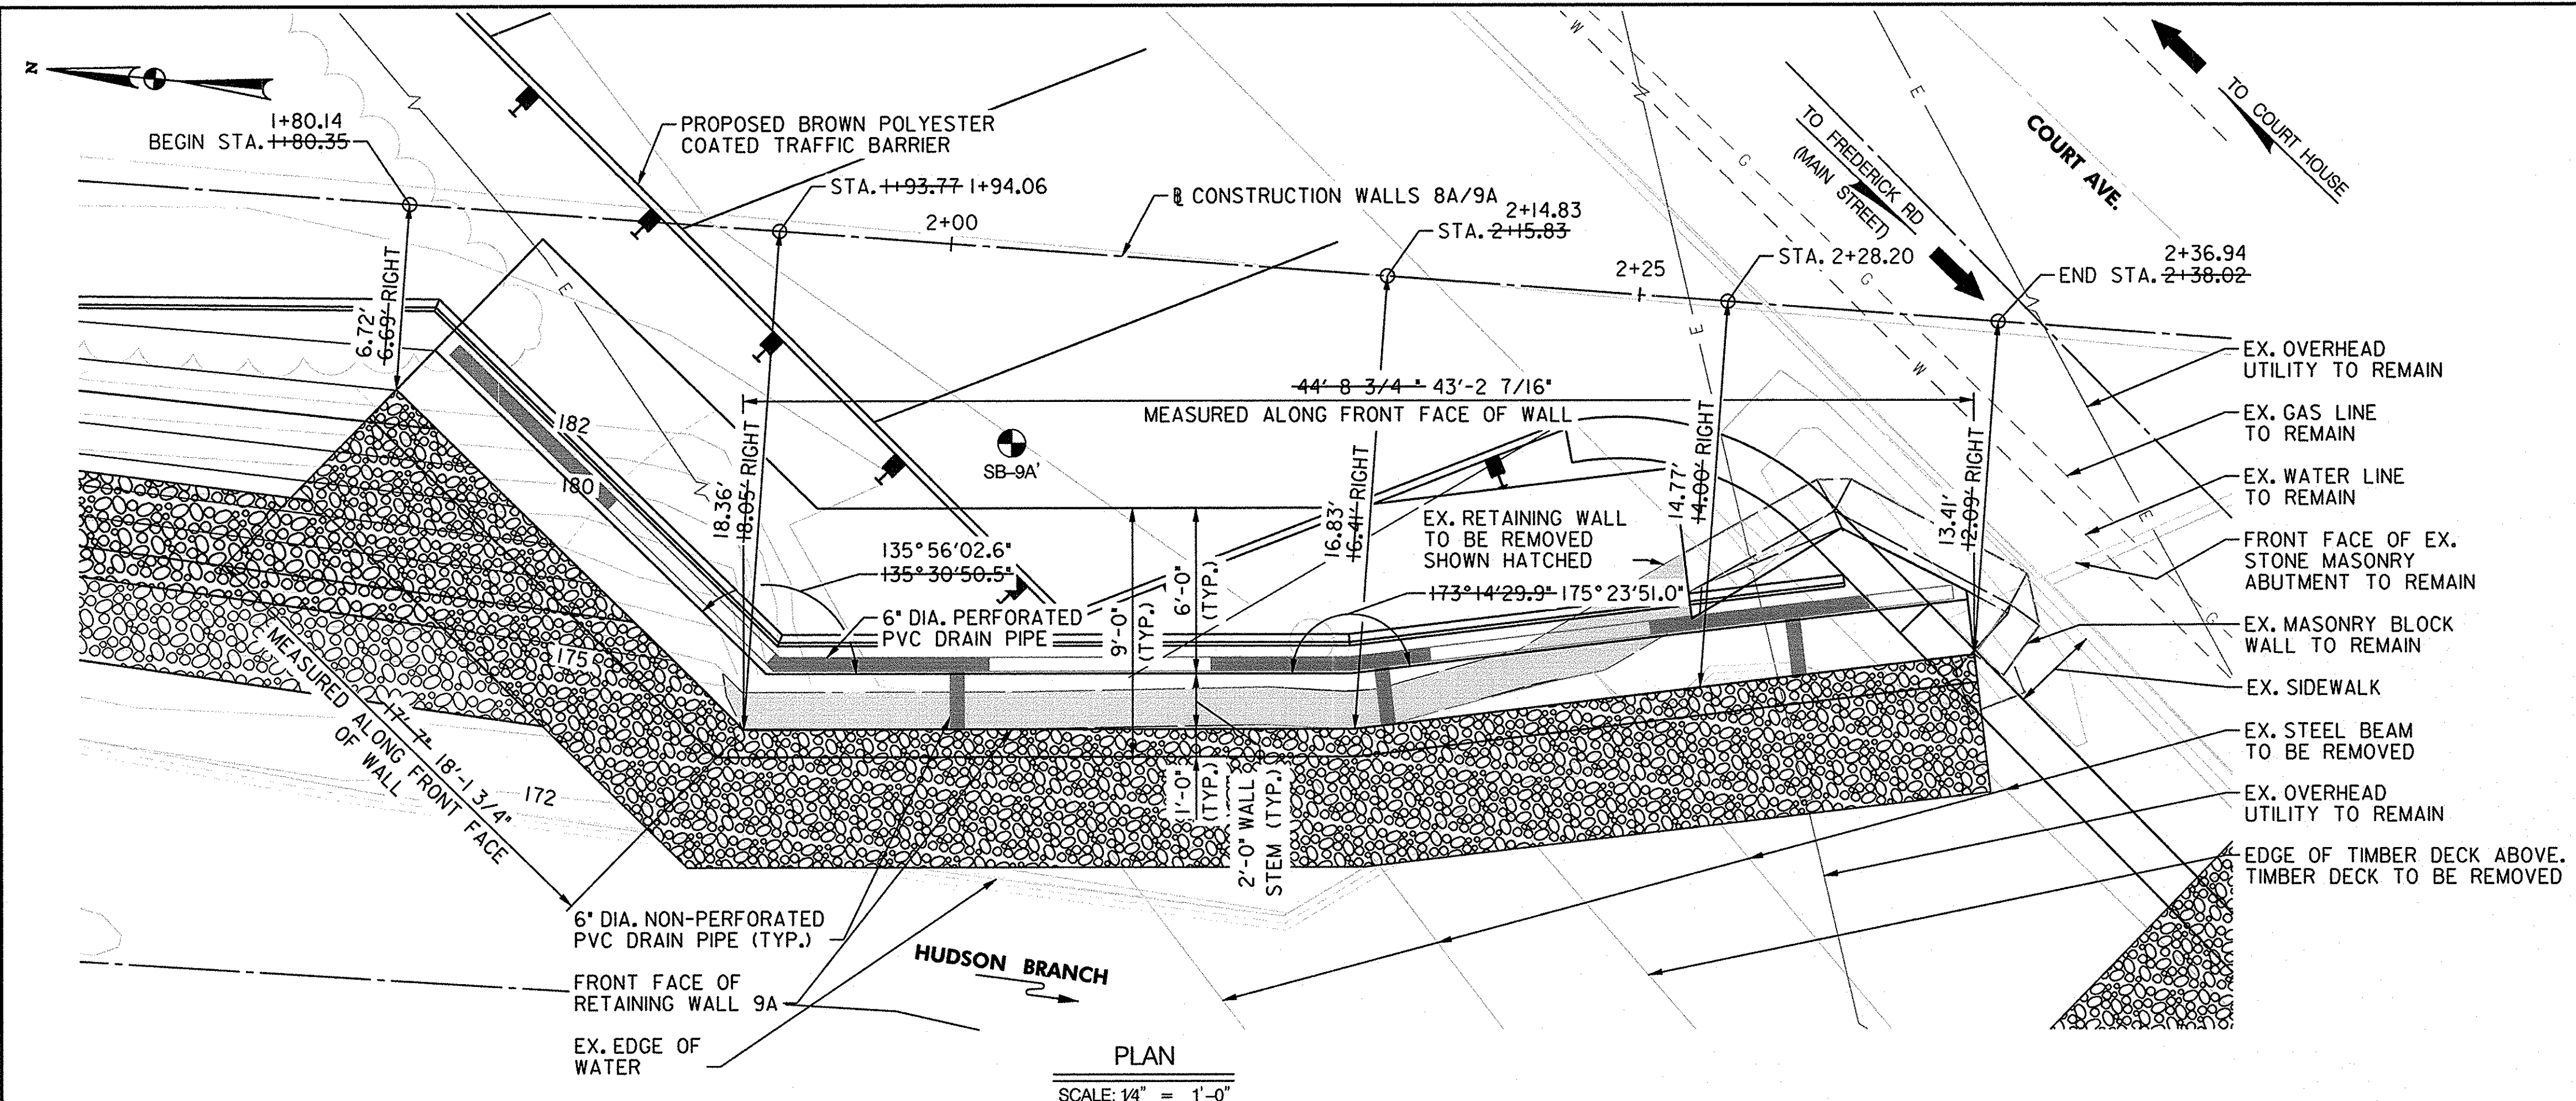 N
1+80.14
BEGIN STA. 1+80.35
PROPOSED BROWN POLYESTER
COATED TRAFFIC BARRIER
STA. 1+93.77 1+94.06
2+00
℄ CONSTRUCTION WALLS 8A/9A
2+14.83
STA. 2+15.83
2+25
STA. 2+28.20
2+36.94
END STA. 2+38.02
TO FREDERICK RD
(MAIN STREET)
COURT AVE.
TO COURT HOUSE
W
G
E
W
G
G
E
E
E
W
E
G
6.72'
6.69' RIGHT
18.36'
18.05' RIGHT
16.83'
16.41' RIGHT
14.77'
14.00' RIGHT
13.41'
12.09' RIGHT
44'-8 3/4" 43'-2 7/16"
MEASURED ALONG FRONT FACE OF WALL
SB-9A'
182
180
175
172
135°56'02.6"
135°30'50.5"
6" DIA. PERFORATED
PVC DRAIN PIPE
9'-0"
(TYP.)
6'-0"
(TYP.)
EX. RETAINING WALL
TO BE REMOVED
SHOWN HATCHED
173°14'29.9" 175°23'51.0"
1'-0"
(TYP.)
2'-0" WALL
STEM (TYP.)
17'-7" 18'-1 3/4"
MEASURED ALONG FRONT FACE
OF WALL
EX. OVERHEAD
UTILITY TO REMAIN
EX. GAS LINE
TO REMAIN
EX. WATER LINE
TO REMAIN
FRONT FACE OF EX.
STONE MASONRY
ABUTMENT TO REMAIN
EX. MASONRY BLOCK
WALL TO REMAIN
EX. SIDEWALK
EX. STEEL BEAM
TO BE REMOVED
EX. OVERHEAD
UTILITY TO REMAIN
EDGE OF TIMBER DECK ABOVE.
TIMBER DECK TO BE REMOVED
6" DIA. NON-PERFORATED
PVC DRAIN PIPE (TYP.)
FRONT FACE OF
RETAINING WALL 9A
EX. EDGE OF
WATER
HUDSON BRANCH
PLAN
SCALE: 1/4" = 1'-0"